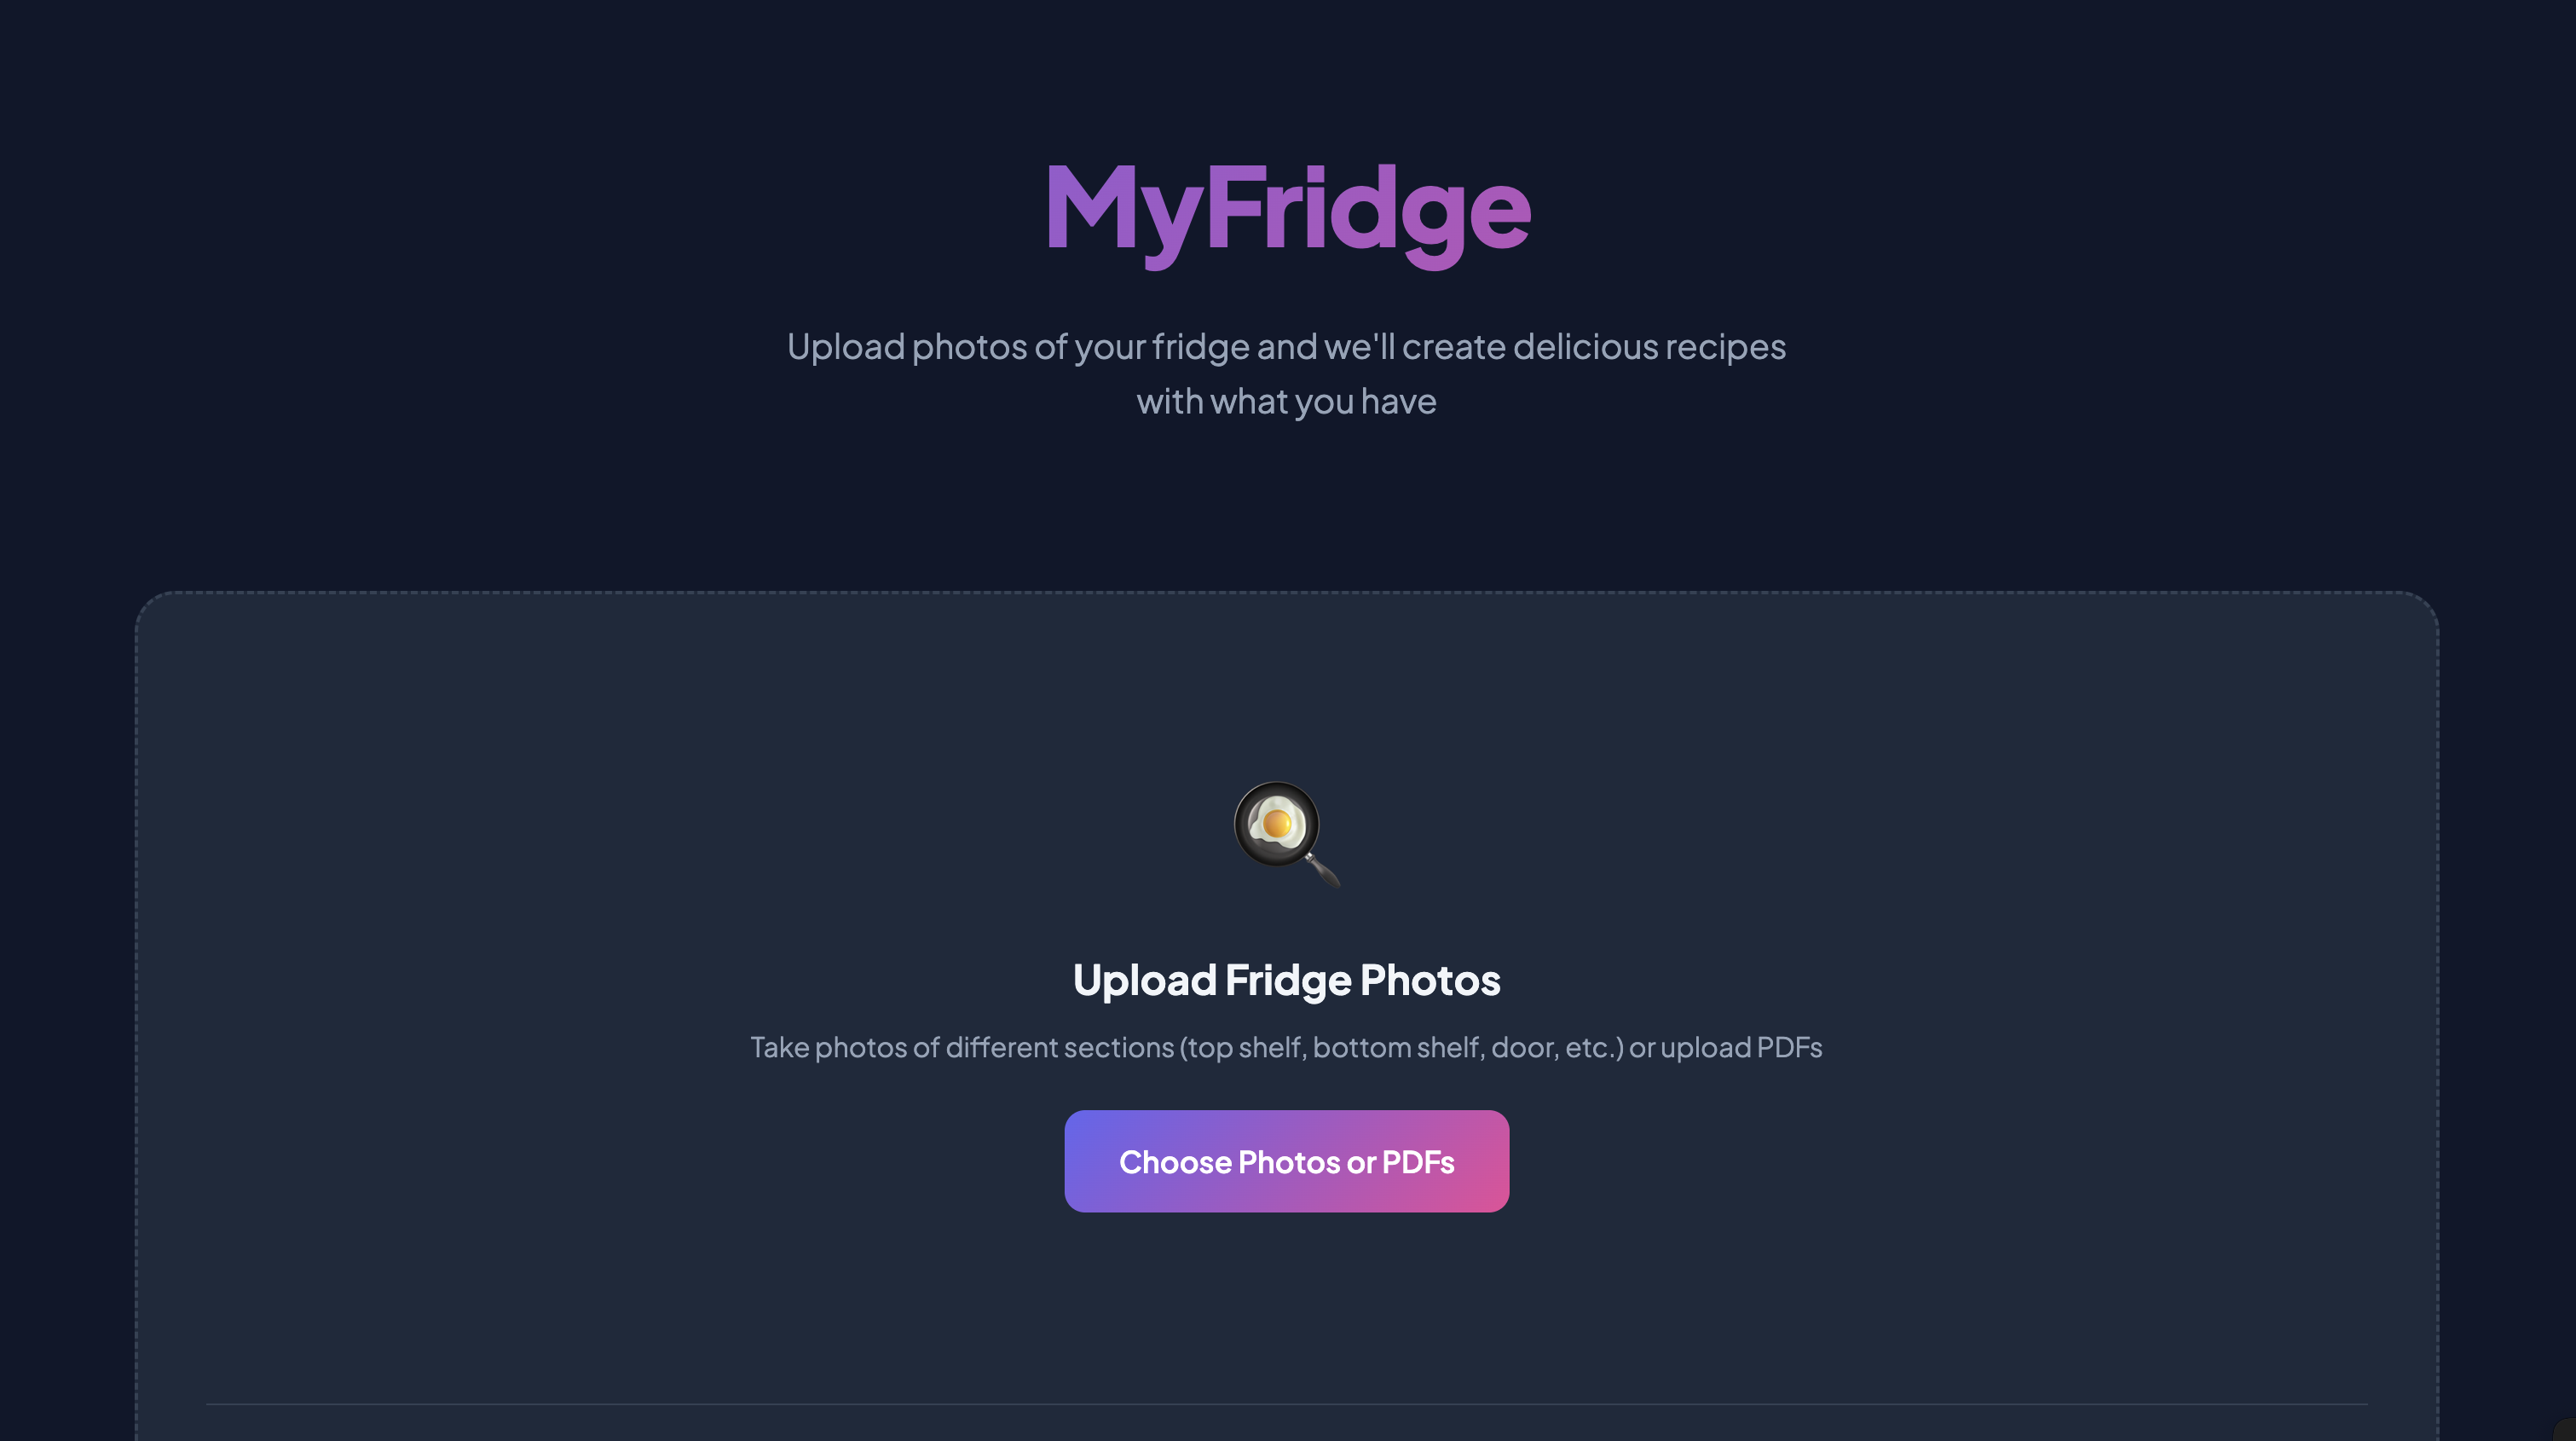 MyFridge
Upload photos of your fridge and we'll create delicious recipes
with what you have
Upload Fridge Photos
Take photos of different sections (top shelf, bottom shelf, door, etc.) or upload PDFs
Choose Photos or PDFs